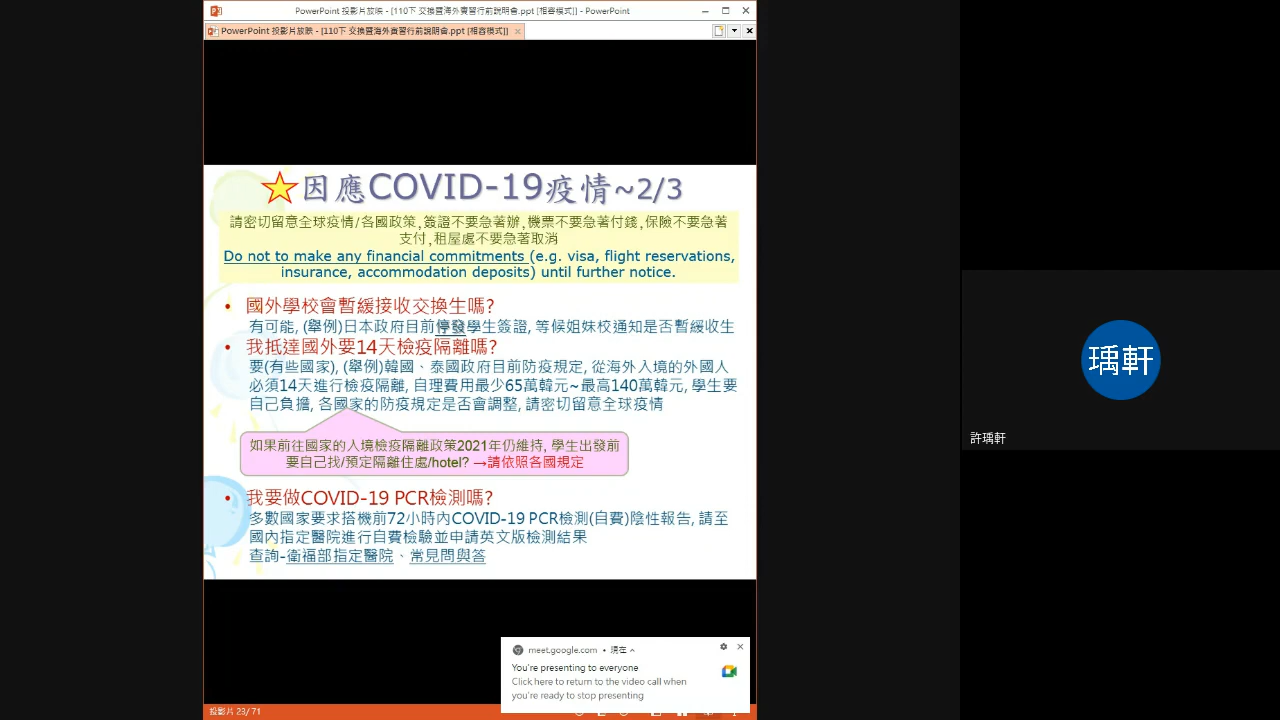 PowerPoint 投影片放映 - [110下 交換暨海外實習行前說明會.ppt [相容模式]] - PowerPoint
PowerPoint 投影片放映 - [110下 交換暨海外實習行前說明會.ppt [相容模式]]
因應COVID-19疫情~2/3
請密切留意全球疫情/各國政策,簽證不要急著辦,機票不要急著付錢,保險不要急著
支付,租屋處不要急著取消
Do not to make any financial commitments (e.g. visa, flight reservations,
insurance, accommodation deposits) until further notice.
• 國外學校會暫緩接收交換生嗎?
有可能, (舉例)日本政府目前停發學生簽證, 等候姐妹校通知是否暫緩收生
• 我抵達國外要14天檢疫隔離嗎?
要(有些國家), (舉例)韓國、泰國政府目前防疫規定, 從海外入境的外國人
必須14天進行檢疫隔離, 自理費用最少65萬韓元~最高140萬韓元, 學生要
自己負擔, 各國家的防疫規定是否會調整, 請密切留意全球疫情
如果前往國家的入境檢疫隔離政策2021年仍維持, 學生出發前
要自己找/預定隔離住處/hotel? →請依照各國規定
• 我要做COVID-19 PCR檢測嗎?
多數國家要求搭機前72小時內COVID-19 PCR檢測(自費)陰性報告, 請至
國內指定醫院進行自費檢驗並申請英文版檢測結果
查詢-衛福部指定醫院、常見問與答
meet.google.com • 現在
You're presenting to everyone
Click here to return to the video call when
you're ready to stop presenting
投影片 23/ 71
瑀軒
許瑀軒